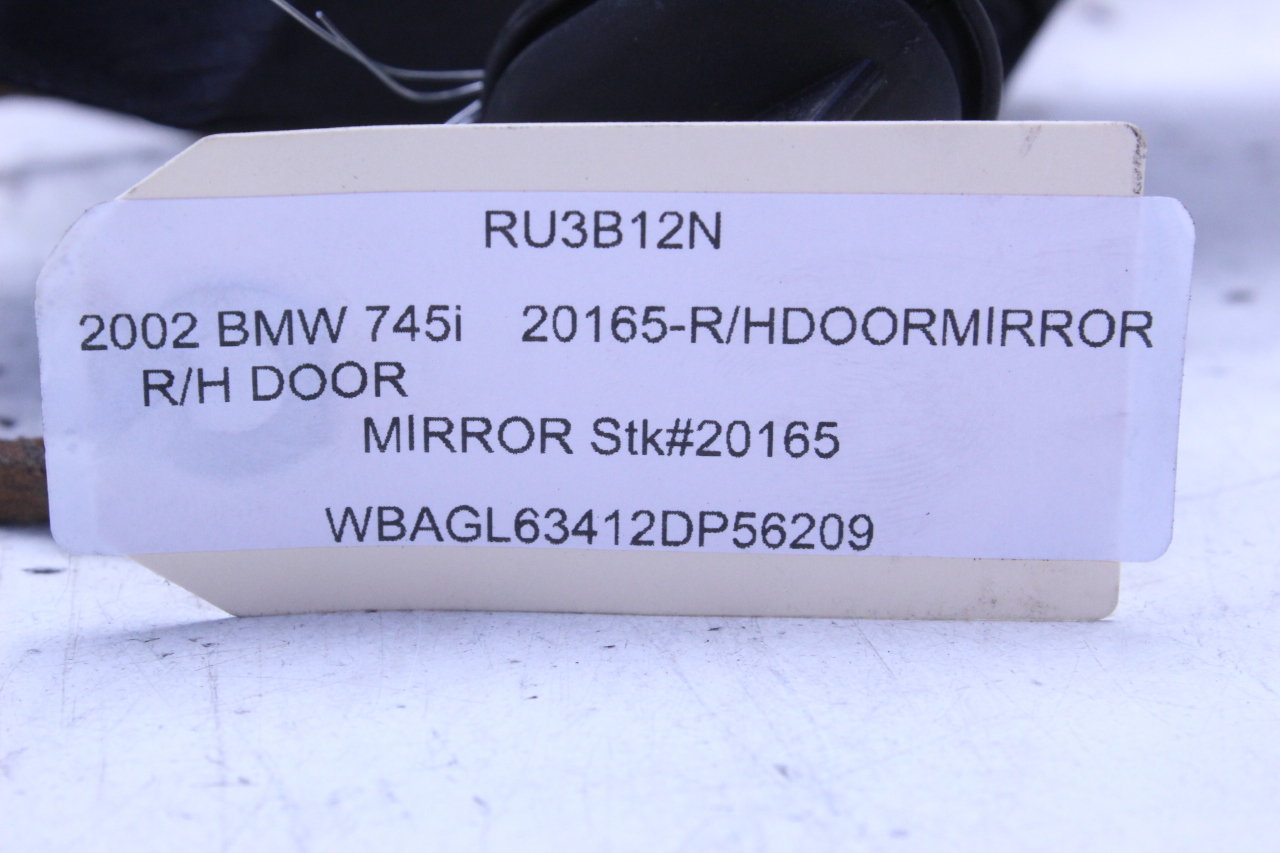 RU3B12N
2002 BMW 745i 20165-R/HDOORMIRROR
R/H DOOR
MIRROR Stk#20165
WBAGL63412DP56209